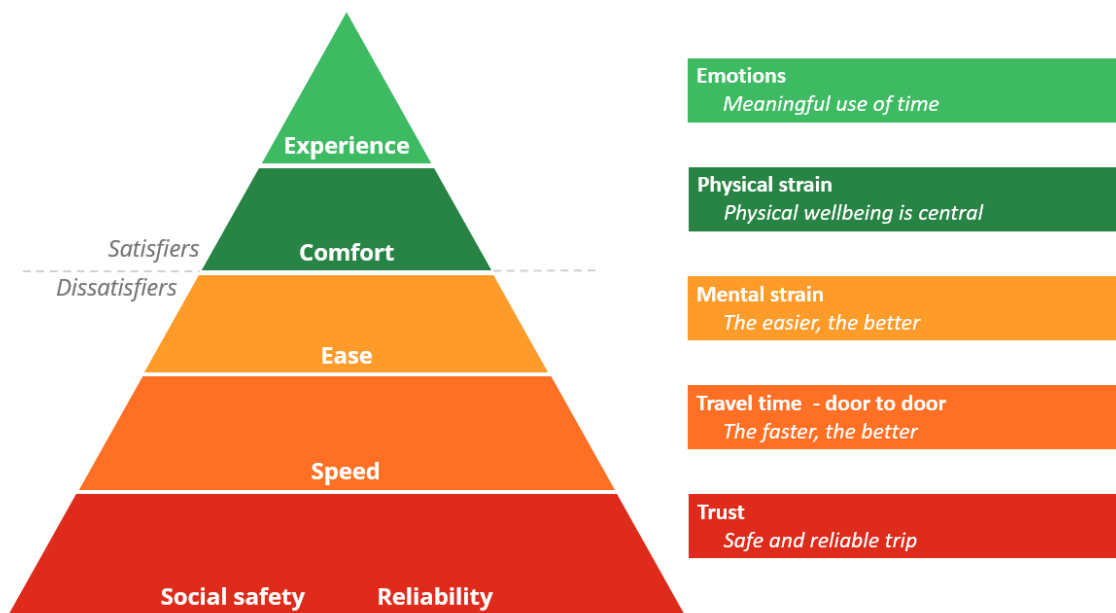 Experience
Comfort
Satisfiers
Dissatisfiers
Ease
Speed
Social safety Reliability
Emotions
Meaningful use of time
Physical strain
Physical wellbeing is central
Mental strain
The easier, the better
Travel time - door to door
The faster, the better
Trust
Safe and reliable trip